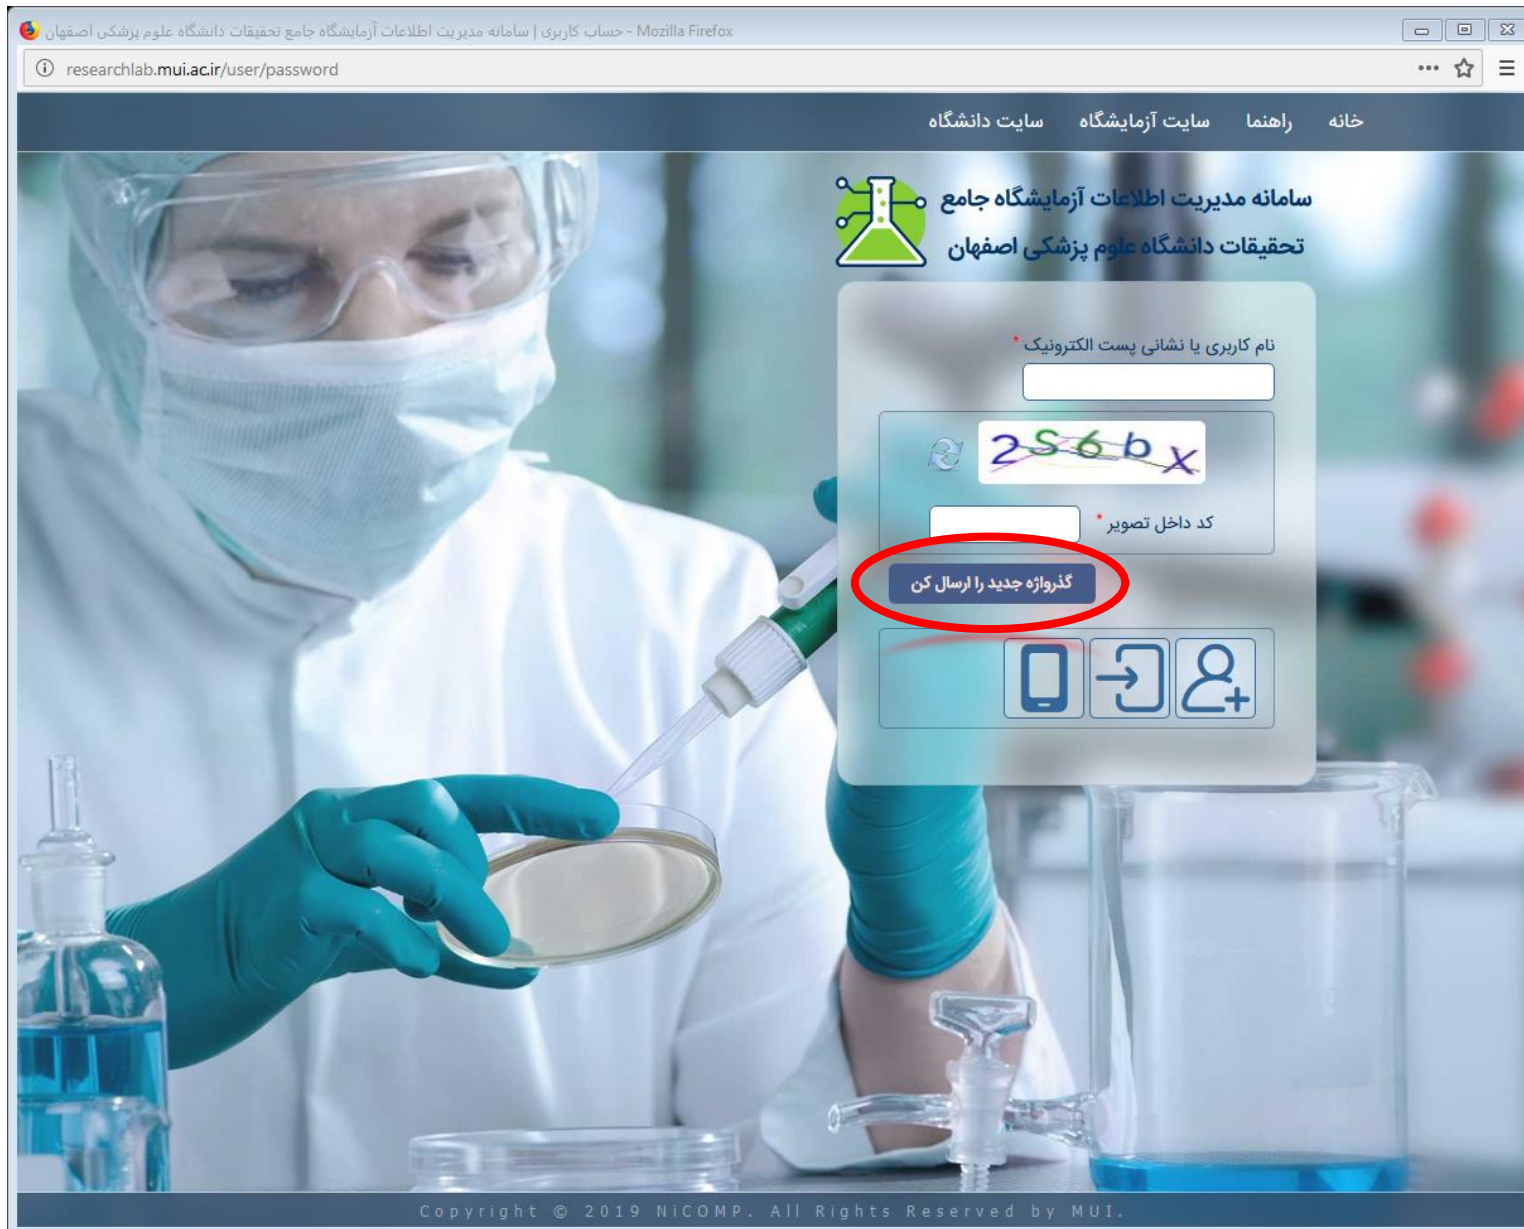 حساب کاربری | سامانه مدیریت اطلاعات آزمایشگاه جامع تحقیقات دانشگاه علوم پزشکی اصفهان - Mozilla Firefox
researchlab.mui.ac.ir/user/password
خانه راهنما سایت آزمایشگاه سایت دانشگاه
سامانه مدیریت اطلاعات آزمایشگاه جامع
تحقیقات دانشگاه علوم پزشکی اصفهان
نام کاربری یا نشانی پست الکترونیک *
2S6bx
کد داخل تصویر *
گذرواژه جدید را ارسال کن
Copyright © 2019 NiCOMP. All Rights Reserved by MUI.